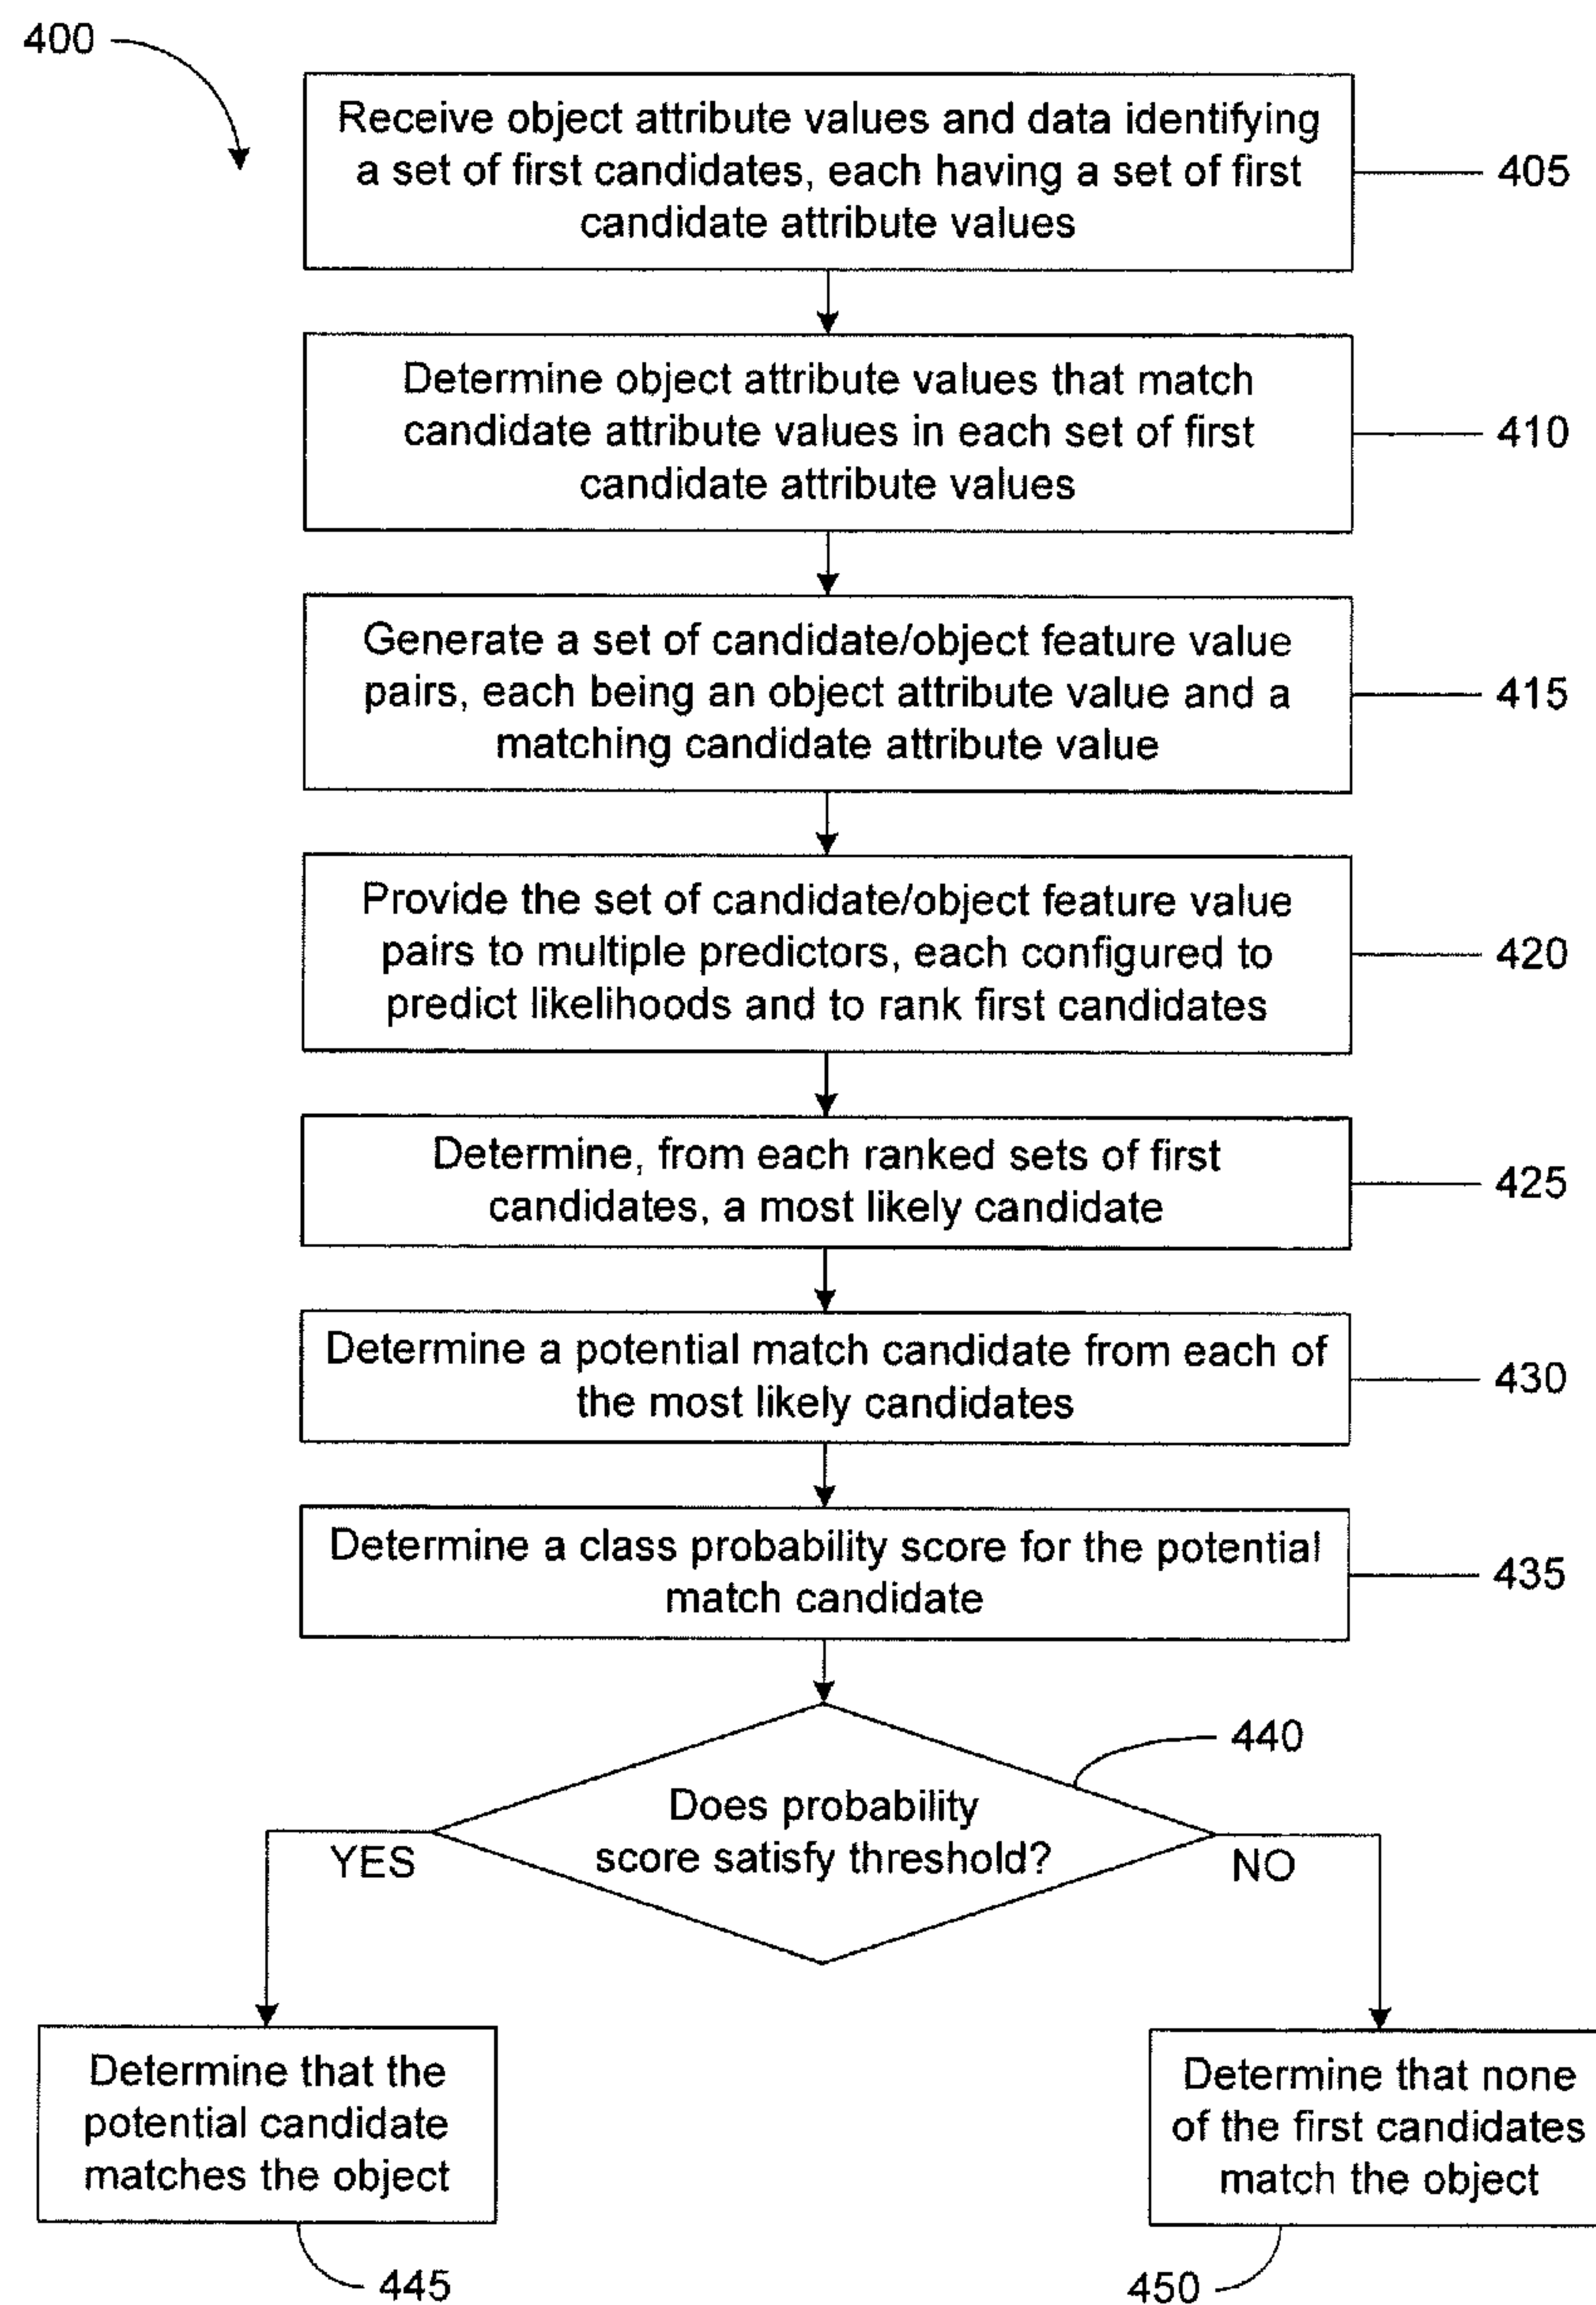 400
Receive object attribute values and data identifying
a set of first candidates, each having a set of first
candidate attribute values
405
Determine object attribute values that match
candidate attribute values in each set of first
candidate attribute values
410
Generate a set of candidate/object feature value
pairs, each being an object attribute value and a
matching candidate attribute value
415
Provide the set of candidate/object feature value
pairs to multiple predictors, each configured to
predict likelihoods and to rank first candidates
420
Determine, from each ranked sets of first
candidates, a most likely candidate
425
Determine a potential match candidate from each of
the most likely candidates
430
Determine a class probability score for the potential
match candidate
435
440
Does probability
score satisfy threshold?
YES
NO
Determine that the
potential candidate
matches the object
445
Determine that none
of the first candidates
match the object
450